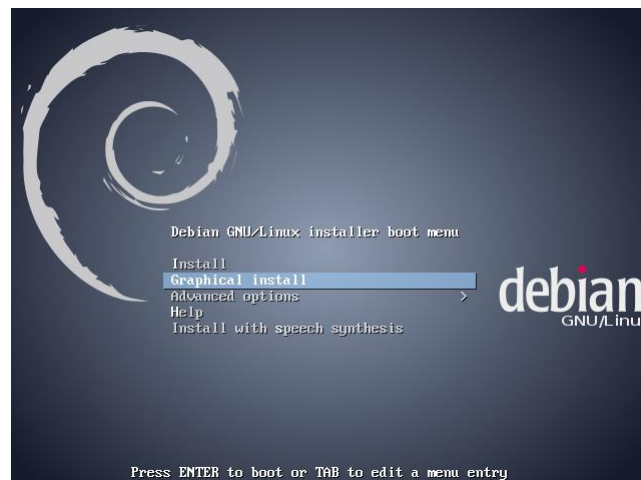 Debian GNU/Linux installer boot menu
Install
Graphical install
Advanced options >
Help
Install with speech synthesis
debian
GNU/Linu
Press ENTER to boot or TAB to edit a menu entry